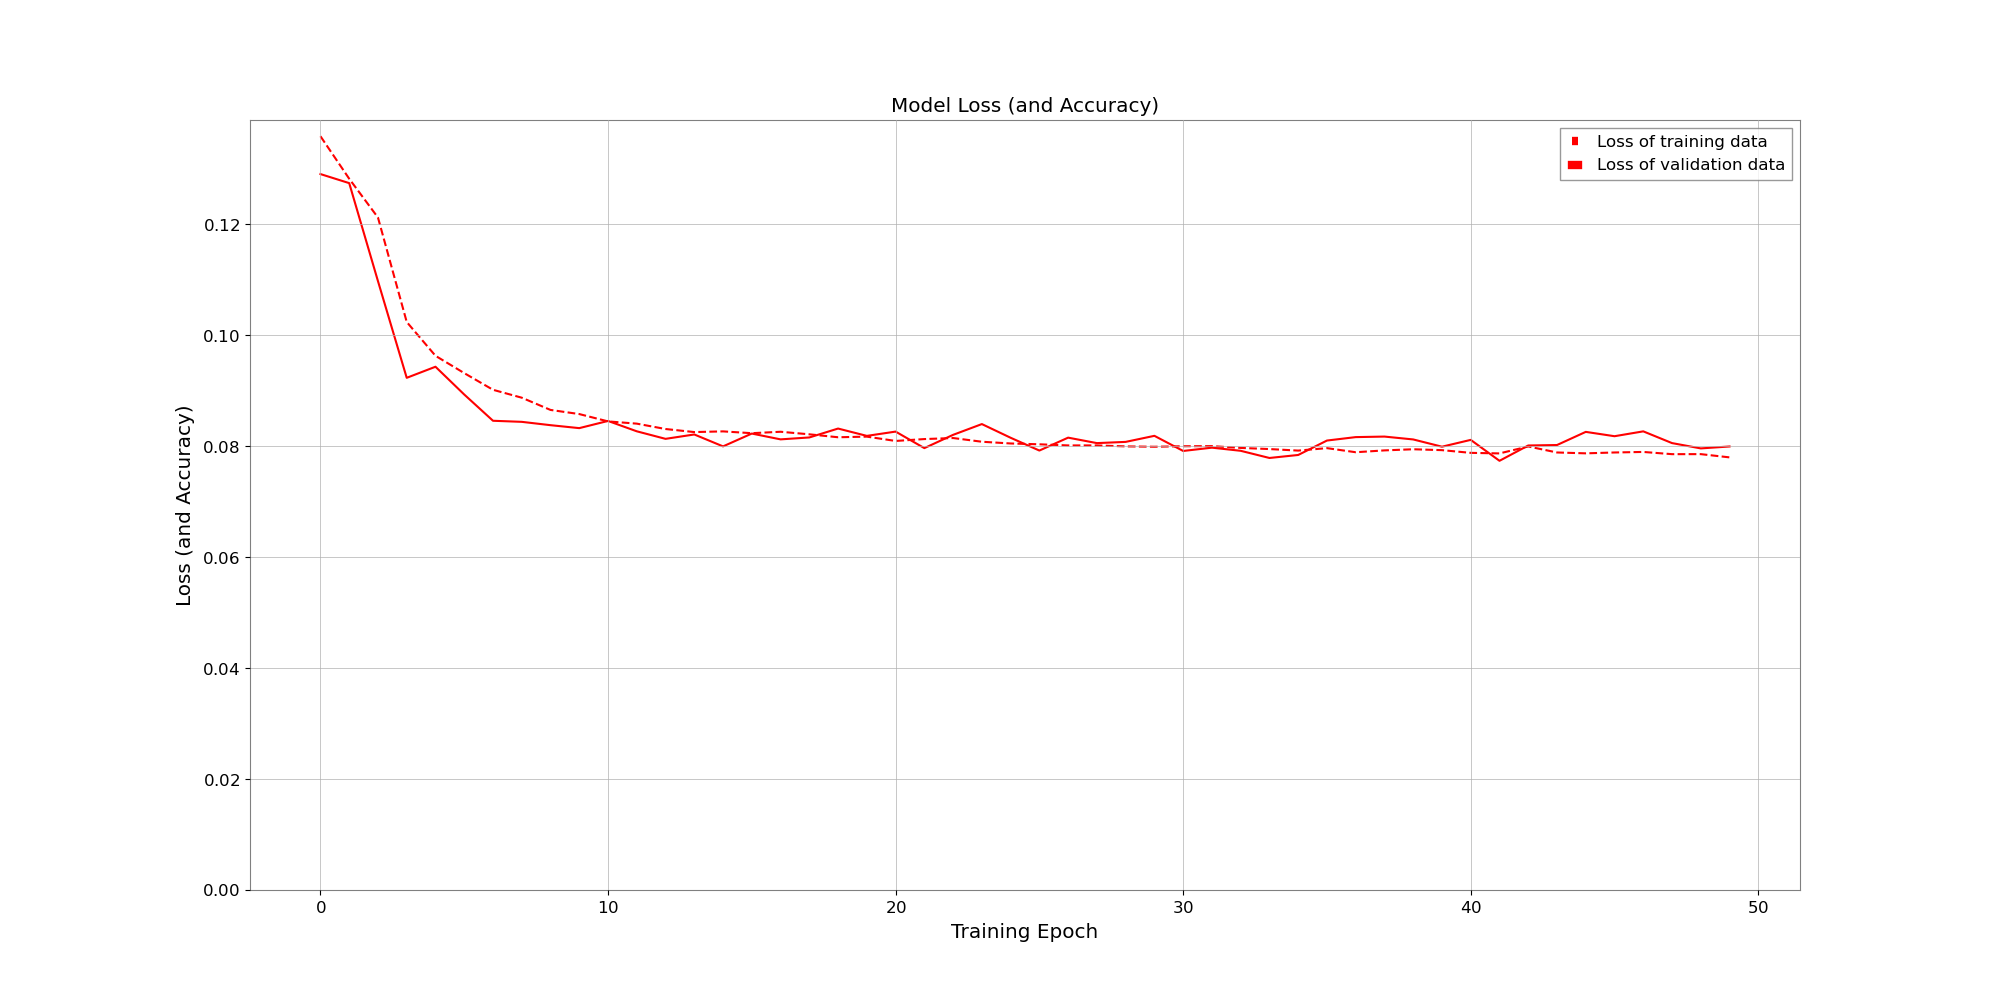 Model Loss (and Accuracy)
Loss of training data
Loss of validation data
Loss (and Accuracy)
0.12
0.10
0.08
0.06
0.04
0.02
0.00
0 10 20 30 40 50
Training Epoch